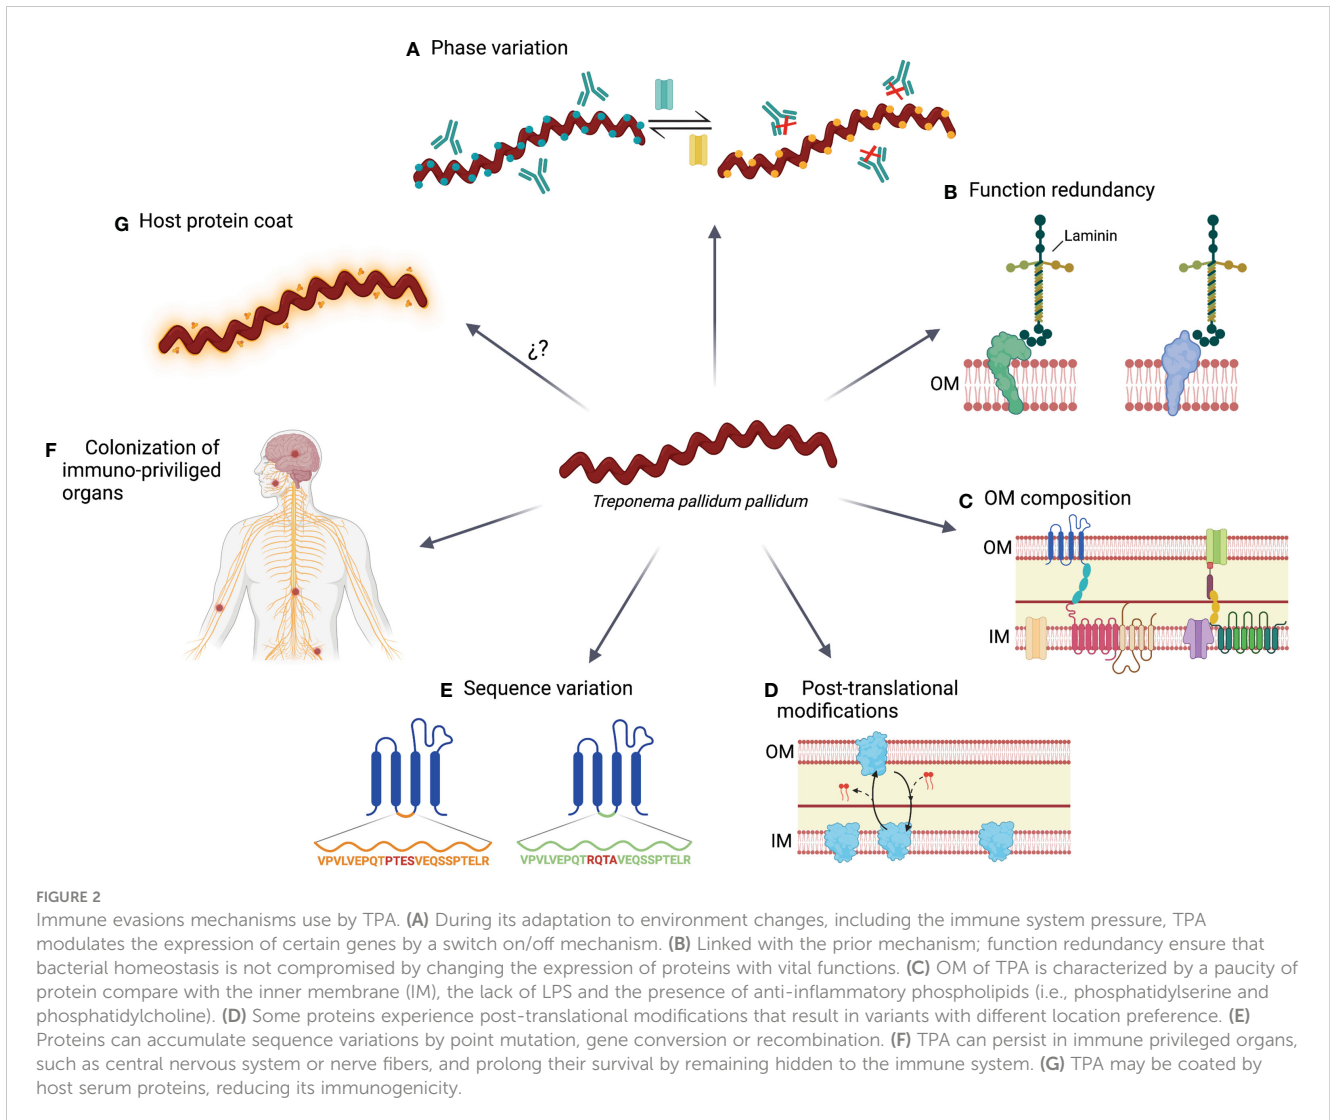 A Phase variation
B Function redundancy
Laminin
OM
G Host protein coat
¿?
F Colonization of
immuno-priviliged
organs
Treponema pallidum pallidum
C OM composition
OM
IM
E Sequence variation
VPVLVEPQTPTESVEQSSPTELR
VPVLVEPQTRQTAVEQSSPTELR
D Post-translational
modifications
OM
IM
FIGURE 2
Immune evasions mechanisms use by TPA. (A) During its adaptation to environment changes, including the immune system pressure, TPA
modulates the expression of certain genes by a switch on/off mechanism. (B) Linked with the prior mechanism; function redundancy ensure that
bacterial homeostasis is not compromised by changing the expression of proteins with vital functions. (C) OM of TPA is characterized by a paucity of
protein compare with the inner membrane (IM), the lack of LPS and the presence of anti-inflammatory phospholipids (i.e., phosphatidylserine and
phosphatidylcholine). (D) Some proteins experience post-translational modifications that result in variants with different location preference. (E)
Proteins can accumulate sequence variations by point mutation, gene conversion or recombination. (F) TPA can persist in immune privileged organs,
such as central nervous system or nerve fibers, and prolong their survival by remaining hidden to the immune system. (G) TPA may be coated by
host serum proteins, reducing its immunogenicity.